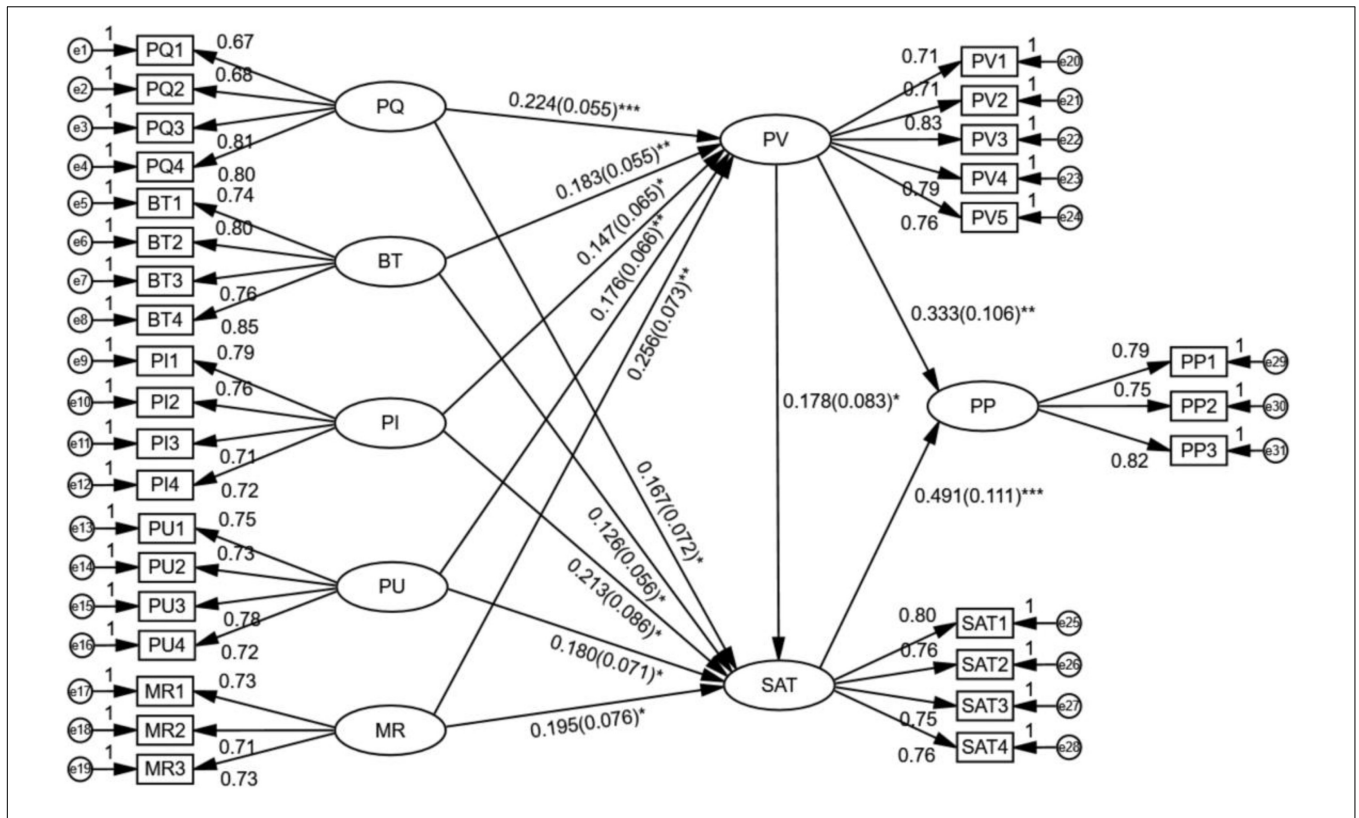 e1 1 PQ1 0.67
e2 1 PQ2 0.68
e3 1 PQ3 0.81
e4 1 PQ4 0.80
PQ
e5 1 BT1 0.74
e6 1 BT2 0.80
e7 1 BT3 0.76
e8 1 BT4 0.85
BT
e9 1 PI1 0.79
e10 1 PI2 0.76
e11 1 PI3 0.71
e12 1 PI4 0.72
PI
e13 1 PU1 0.75
e14 1 PU2 0.73
e15 1 PU3 0.78
e16 1 PU4 0.72
PU
e17 1 MR1 0.73
e18 1 MR2 0.71
e19 1 MR3 0.73
MR
0.224(0.055)***
0.183(0.055)**
0.147(0.065)*
0.176(0.066)**
0.256(0.073)**
0.167(0.072)*
0.126(0.056)*
0.213(0.086)*
0.180(0.071)*
0.195(0.076)*
PV
0.71 PV1 1 e20
0.71 PV2 1 e21
0.83 PV3 1 e22
0.79 PV4 1 e23
0.76 PV5 1 e24
0.333(0.106)**
0.178(0.083)*
0.491(0.111)***
PP
0.79 PP1 1 e29
0.75 PP2 1 e30
0.82 PP3 1 e31
SAT
0.80 SAT1 1 e25
0.76 SAT2 1 e26
0.75 SAT3 1 e27
0.76 SAT4 1 e28